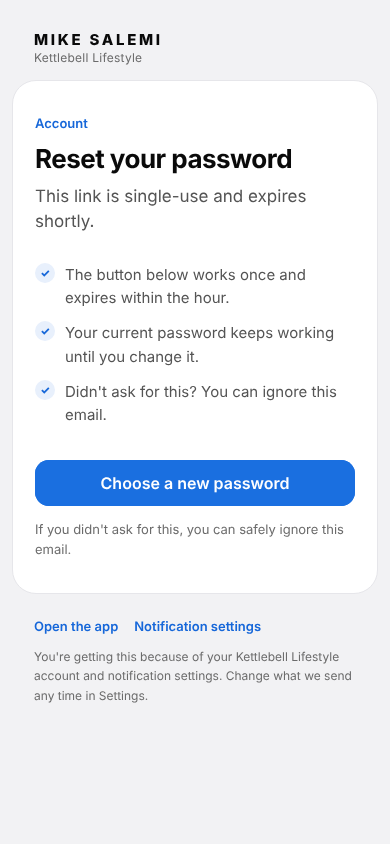 MIKE SALEMI
Kettlebell Lifestyle
Account
Reset your password
This link is single-use and expires
shortly.
The button below works once and
expires within the hour.
Your current password keeps working
until you change it.
Didn't ask for this? You can ignore this
email.
Choose a new password
If you didn't ask for this, you can safely ignore this
email.
Open the app Notification settings
You're getting this because of your Kettlebell Lifestyle
account and notification settings. Change what we send
any time in Settings.